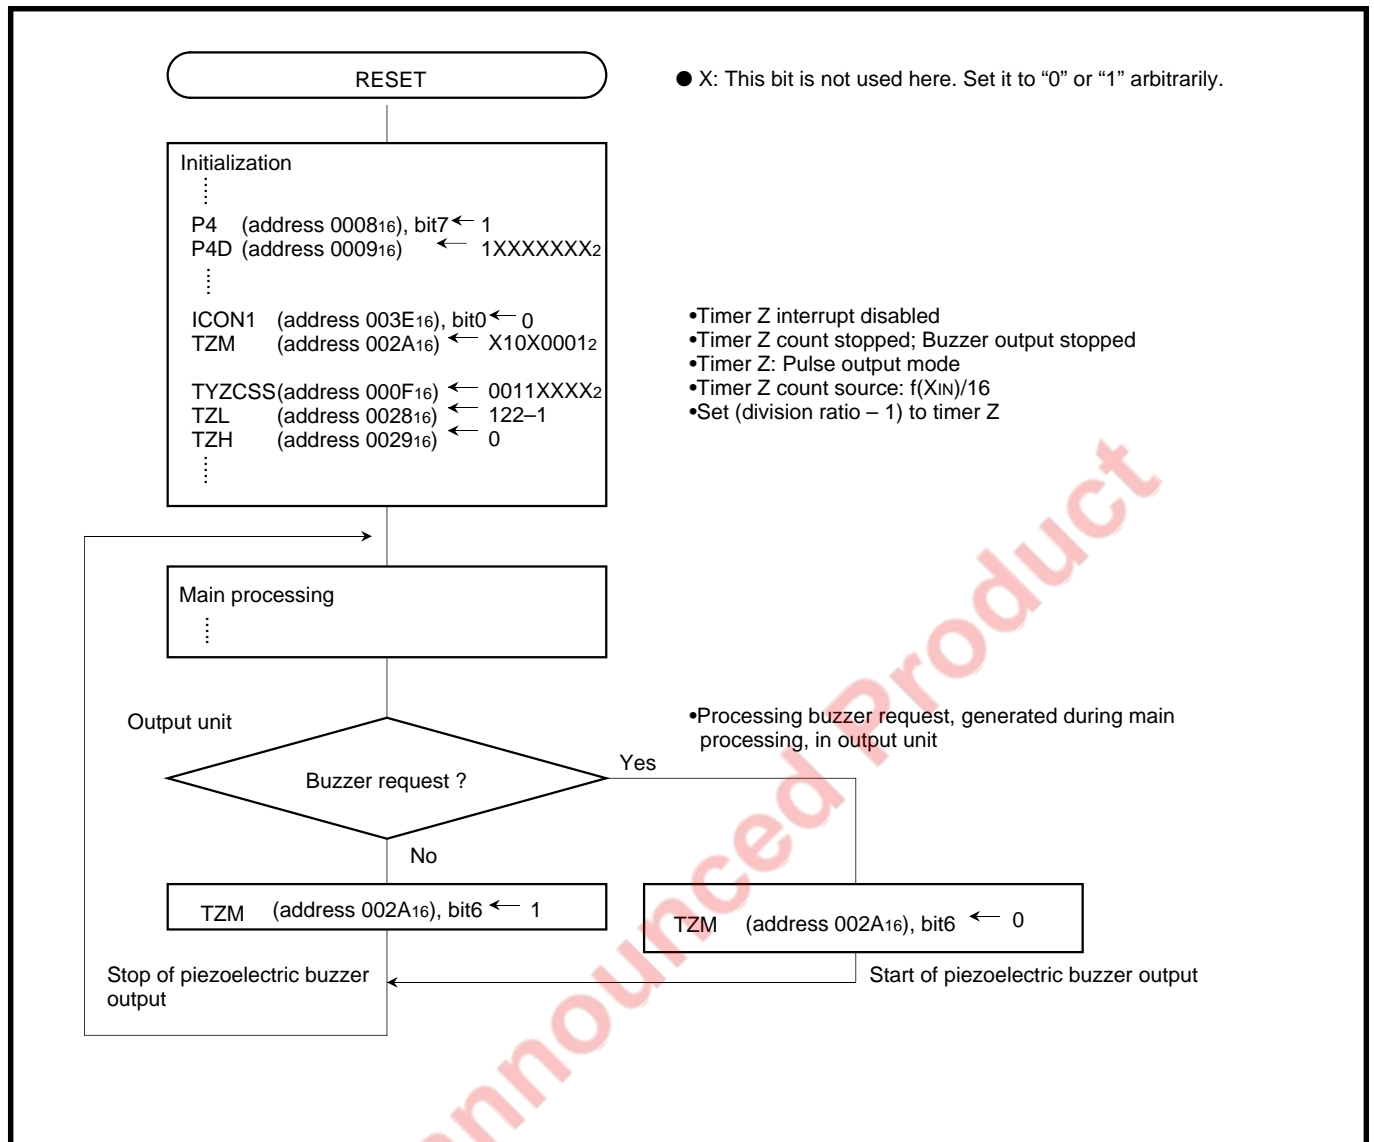 RESET
● X: This bit is not used here. Set it to “0” or “1” arbitrarily.
Initialization
P4 (address 000816), bit7 ← 1
P4D (address 000916) ← 1XXXXXXX2
ICON1 (address 003E16), bit0 ← 0
TZM (address 002A16) ← X10X00012
TYZCSS(address 000F16) ← 0011XXXX2
TZL (address 002816) ← 122–1
TZH (address 002916) ← 0
•Timer Z interrupt disabled
•Timer Z count stopped; Buzzer output stopped
•Timer Z: Pulse output mode
•Timer Z count source: f(XIN)/16
•Set (division ratio – 1) to timer Z
Main processing
Output unit
•Processing buzzer request, generated during main
processing, in output unit
Buzzer request ?
Yes
No
TZM (address 002A16), bit6 ← 1
TZM (address 002A16), bit6 ← 0
Stop of piezoelectric buzzer
output
Start of piezoelectric buzzer output
nnounced Product